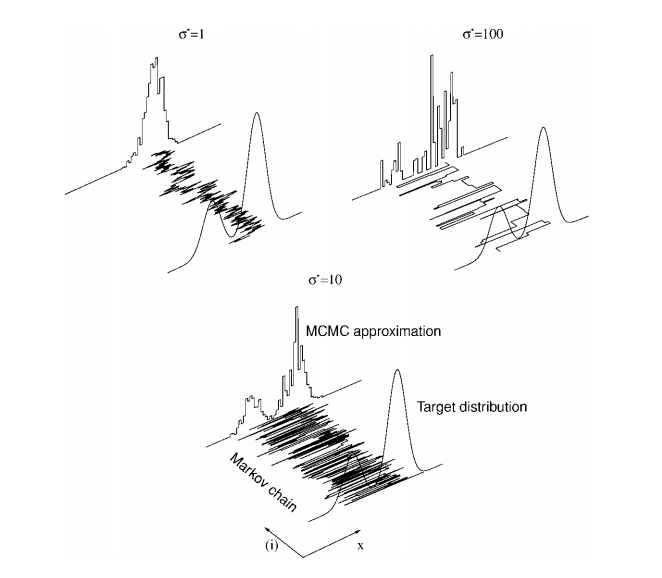 σ*=1
σ*=100
σ*=10
MCMC approximation
Target distribution
Markov chain
(i)
x